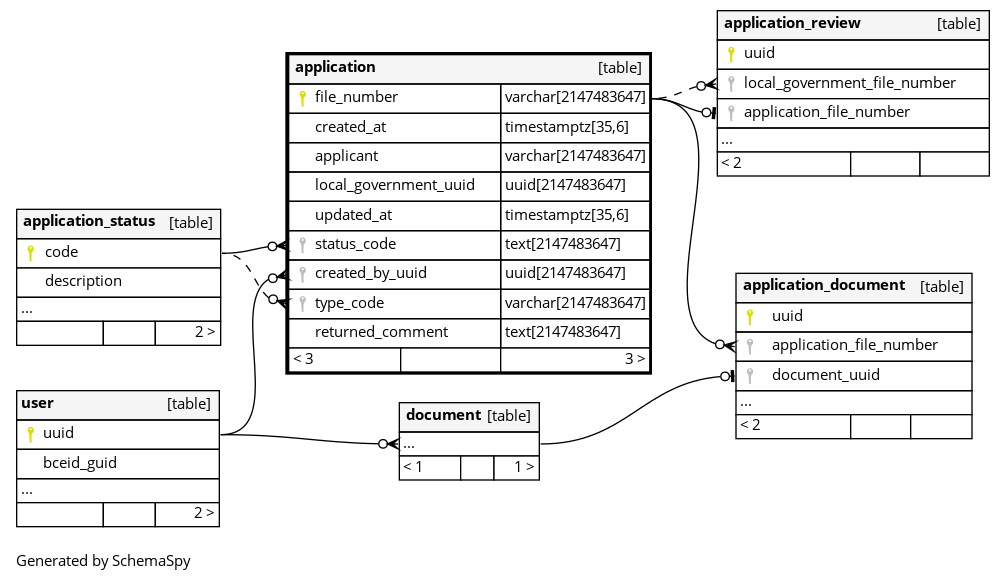 application_review [table]
uuid
local_government_file_number
application_file_number
...
< 2
application [table]
file_number varchar[2147483647]
created_at timestamptz[35,6]
applicant varchar[2147483647]
local_government_uuid uuid[2147483647]
updated_at timestamptz[35,6]
status_code text[2147483647]
created_by_uuid uuid[2147483647]
type_code varchar[2147483647]
returned_comment text[2147483647]
< 3 3 >
application_status [table]
code
description
...
2 >
application_document [table]
uuid
application_file_number
document_uuid
...
< 2
user [table]
uuid
bceid_guid
...
2 >
document [table]
...
< 1 1 >
Generated by SchemaSpy